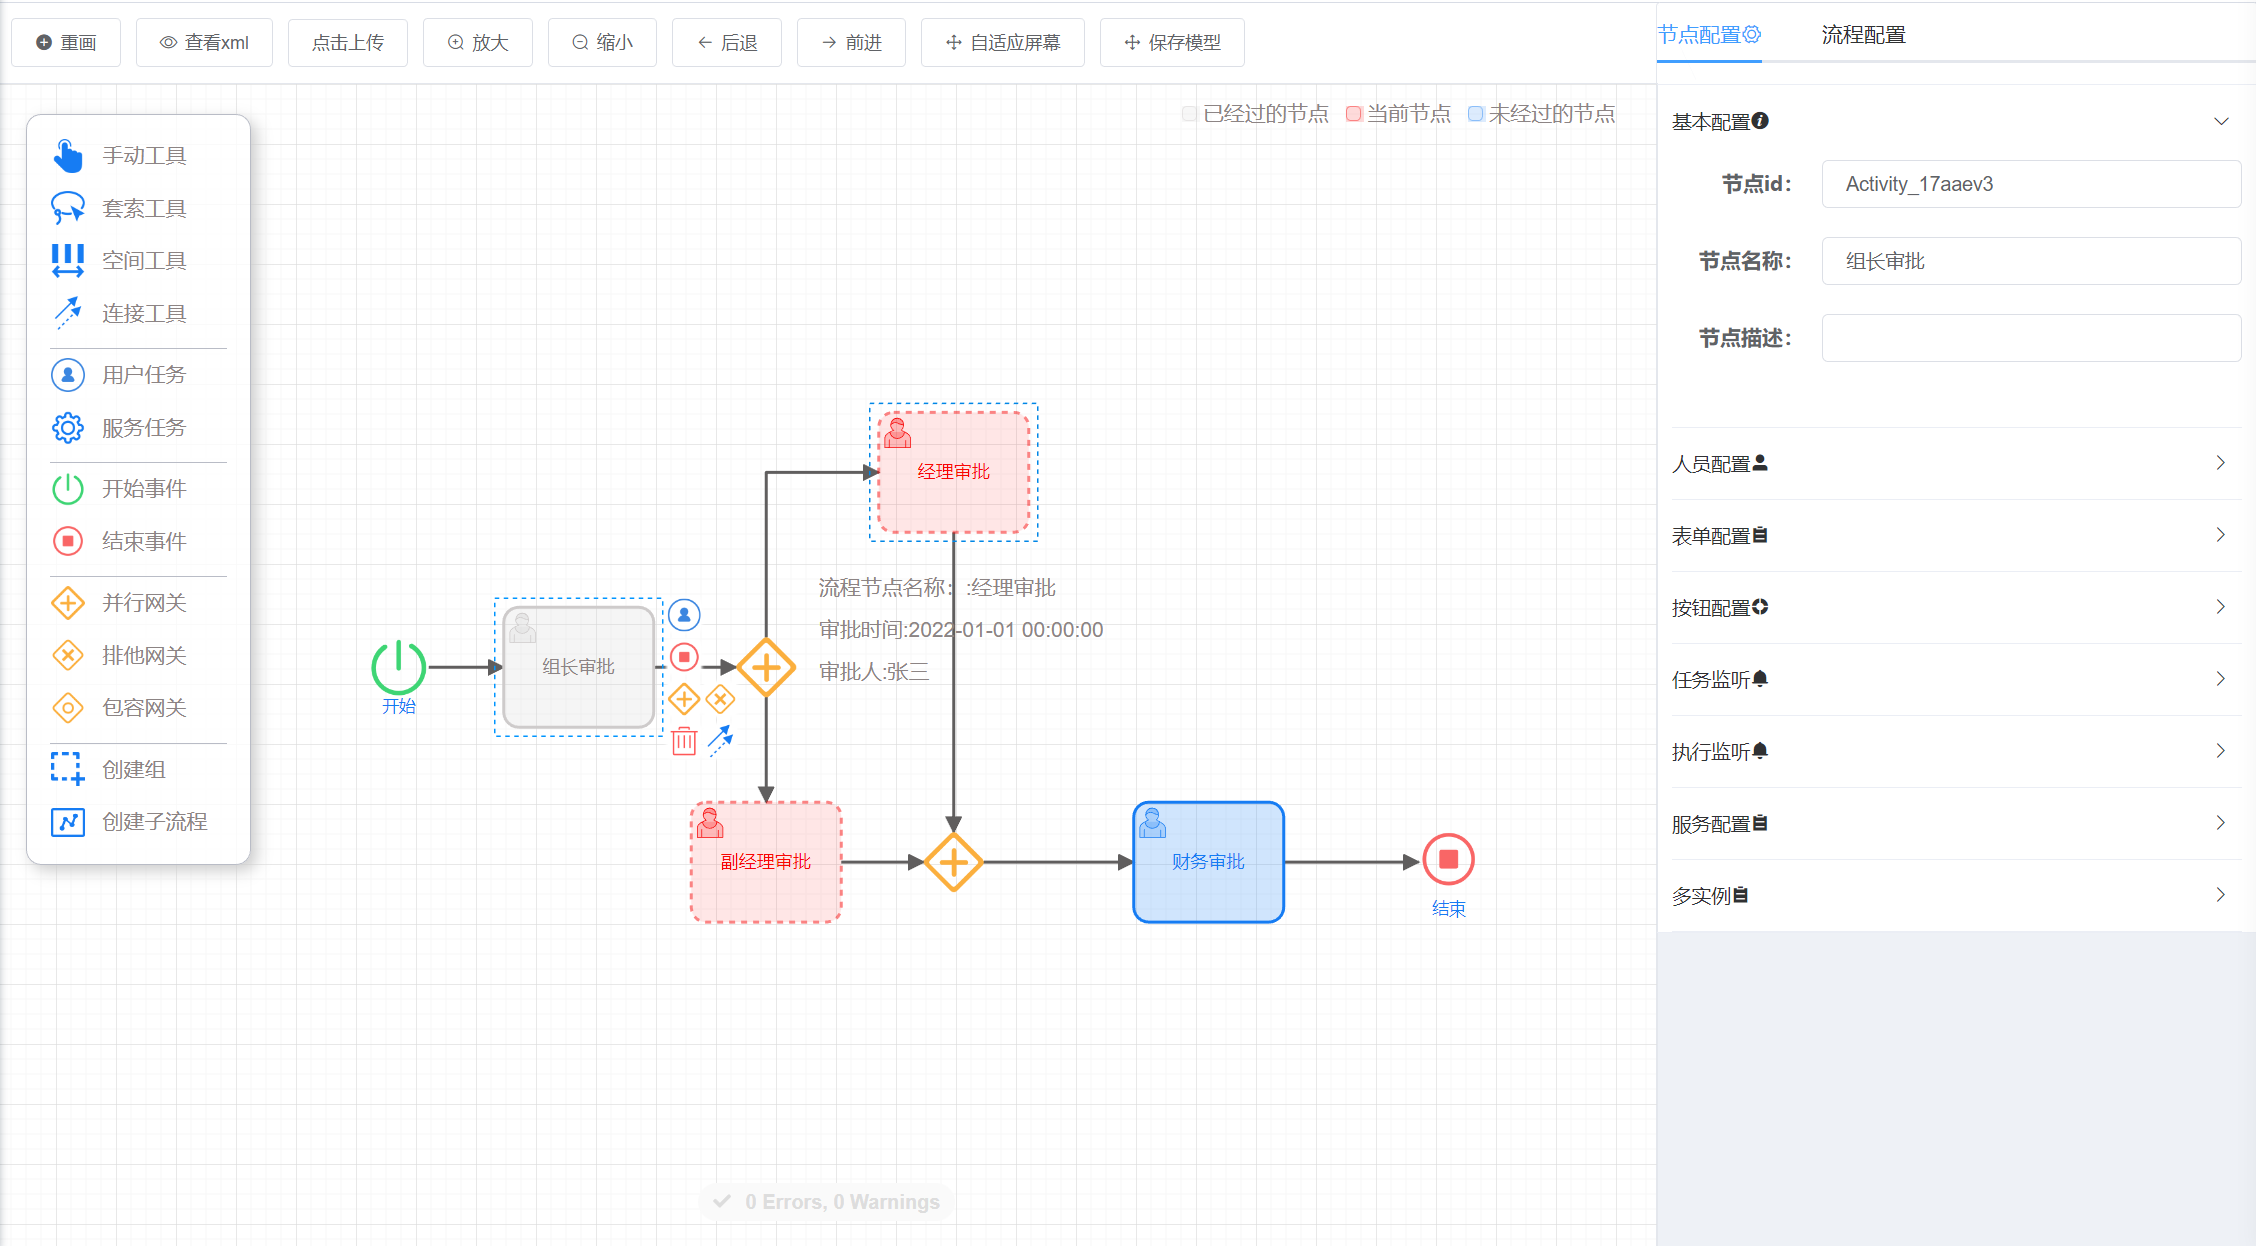 重画 查看xml 点击上传 放大 缩小 后退 前进 自适应屏幕 保存模型
节点配置 流程配置
已经过的节点 当前节点 未经过的节点
手动工具
套索工具
空间工具
连接工具
用户任务
服务任务
开始事件
结束事件
并行网关
排他网关
包容网关
创建组
创建子流程
开始
组长审批
经理审批
流程节点名称: :经理审批
审批时间:2022-01-01 00:00:00
审批人:张三
副经理审批
财务审批
结束
0 Errors, 0 Warnings
基本配置
节点id: Activity_17aaev3
节点名称: 组长审批
节点描述:
人员配置
表单配置
按钮配置
任务监听
执行监听
服务配置
多实例